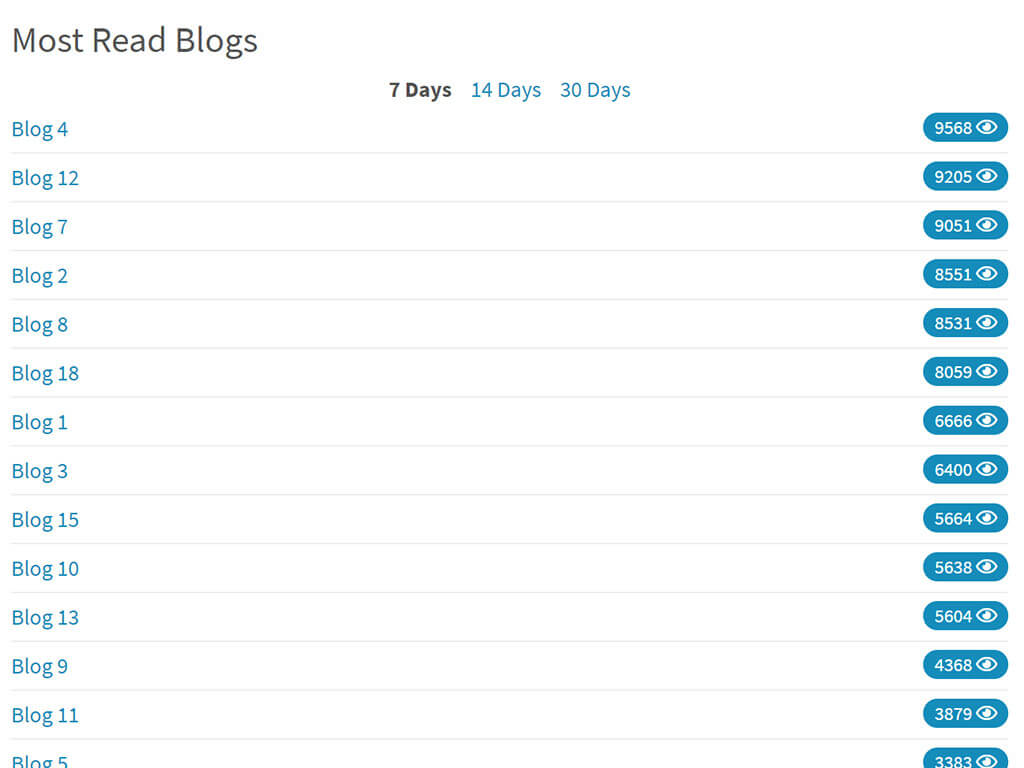 Most Read Blogs
7 Days 14 Days 30 Days
Blog 4 9568
Blog 12 9205
Blog 7 9051
Blog 2 8551
Blog 8 8531
Blog 18 8059
Blog 1 6666
Blog 3 6400
Blog 15 5664
Blog 10 5638
Blog 13 5604
Blog 9 4368
Blog 11 3879
Blog 5 3383